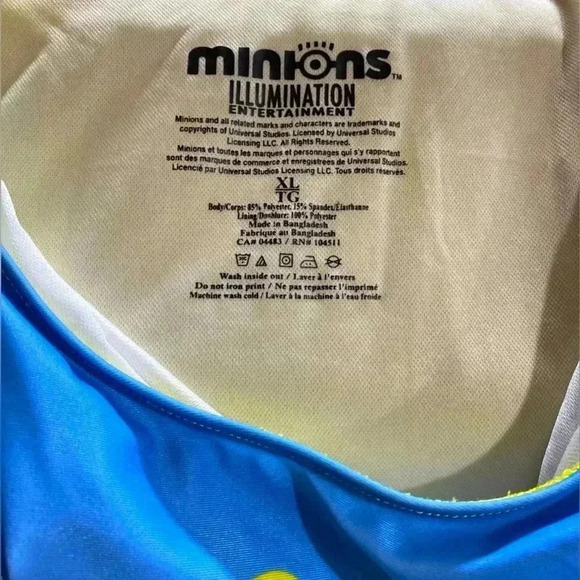 minions™
ILLUMINATION
ENTERTAINMENT
Minions and all related marks and characters are trademarks and
copyrights of Universal Studios. Licensed by Universal Studios
Licensing LLC. All Rights Reserved.
Minions et toutes les marques et personnages qui s'y rapportent
sont des marques de commerce et enregistrees de Universal Studios.
Licencié par Universal Studios Licensing LLC. Tous droits réservés.
XL
TG
Body/Corps: 85% Polyester, 15% Spandex/Élasthanne
Lining/Doublure: 100% Polyester
Made in Bangladesh
Fabriqué au Bangladesh
CA# 04483 / RN# 104511
Wash inside out / Laver à l'envers
Do not iron print / Ne pas repasser l'imprimé
Machine wash cold / Laver à la machine à l'eau froide